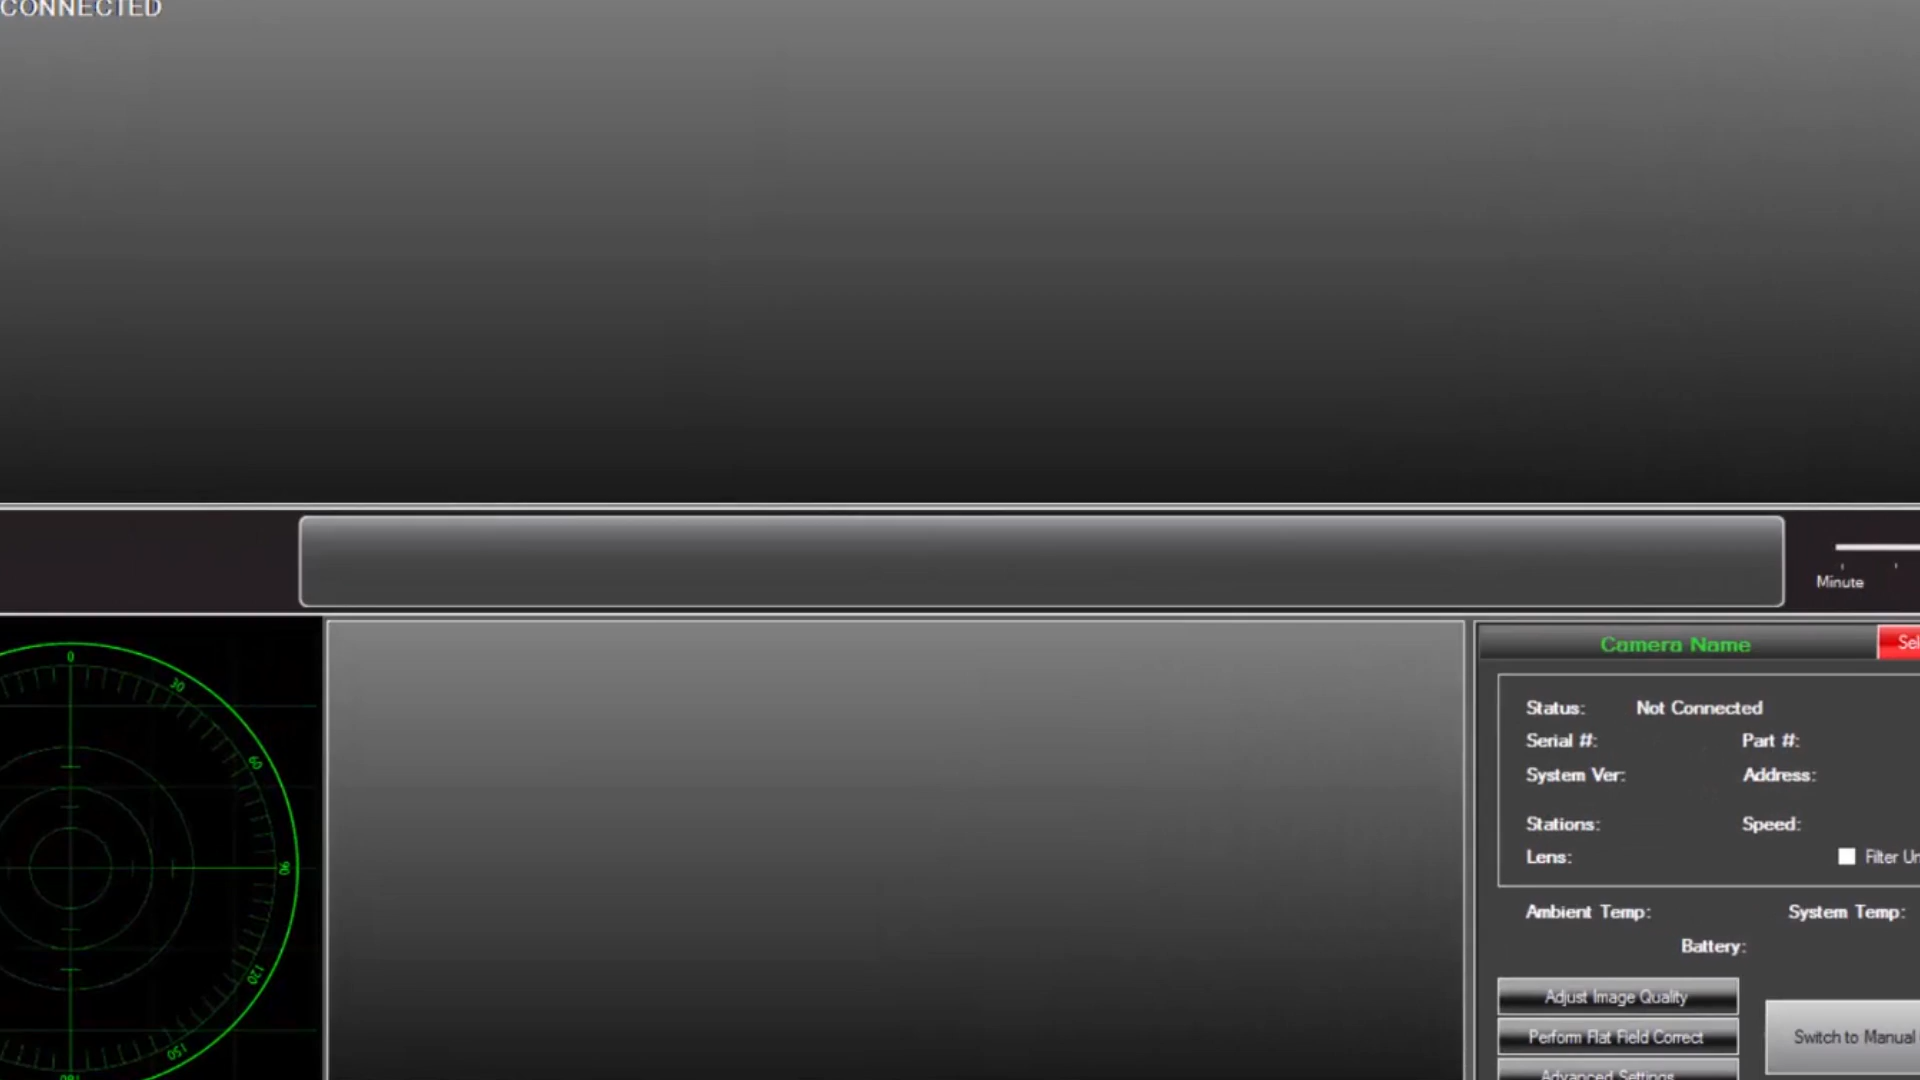 CONNECTED
Minute
0
30
60
90
120
150
180
Camera Name
Status: Not Connected
Serial #: Part #:
System Ver: Address:
Stations: Speed:
Lens: Filter
Ambient Temp: System Temp:
Battery:
Adjust Image Quality
Perform Flat Field Correct
Switch to Manual
Advanced Settings